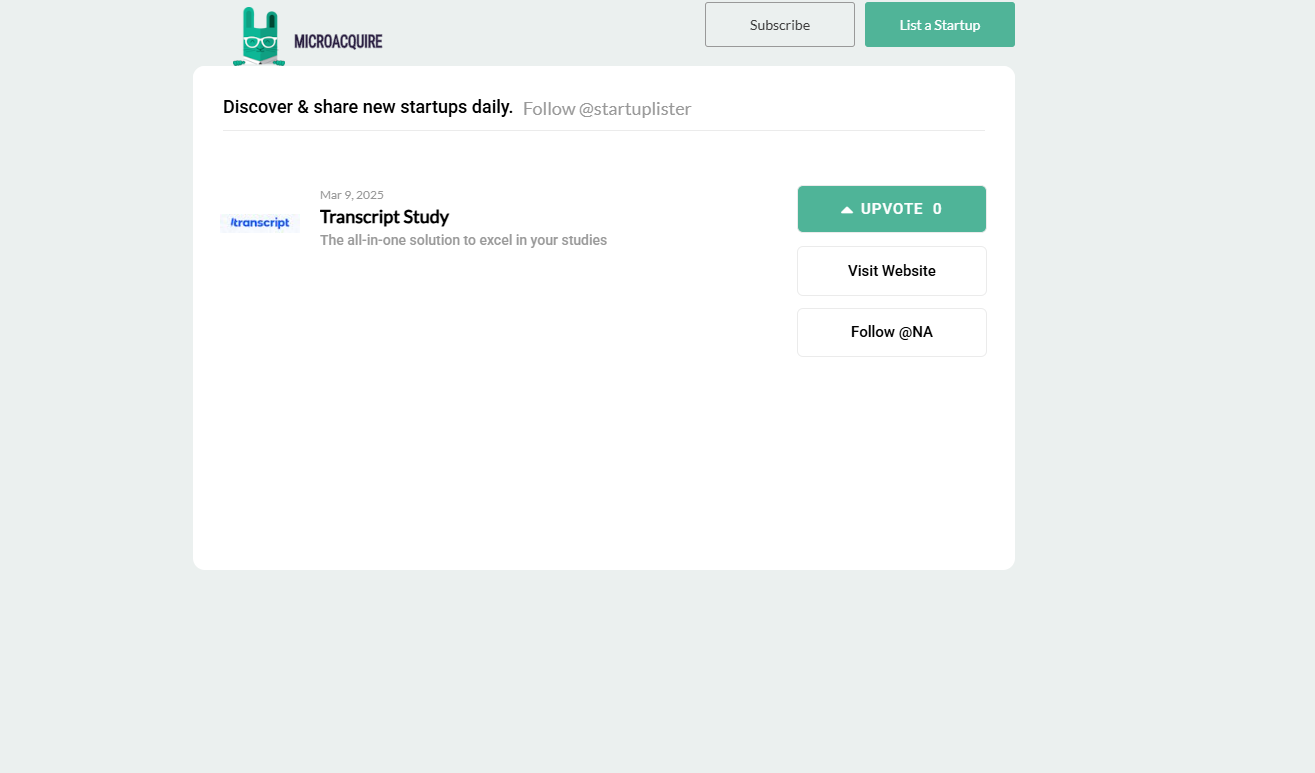 MICROACQUIRE
Subscribe
List a Startup
Discover & share new startups daily. Follow @startuplister
Mar 9, 2025
/transcript
Transcript Study
The all-in-one solution to excel in your studies
UPVOTE 0
Visit Website
Follow @NA